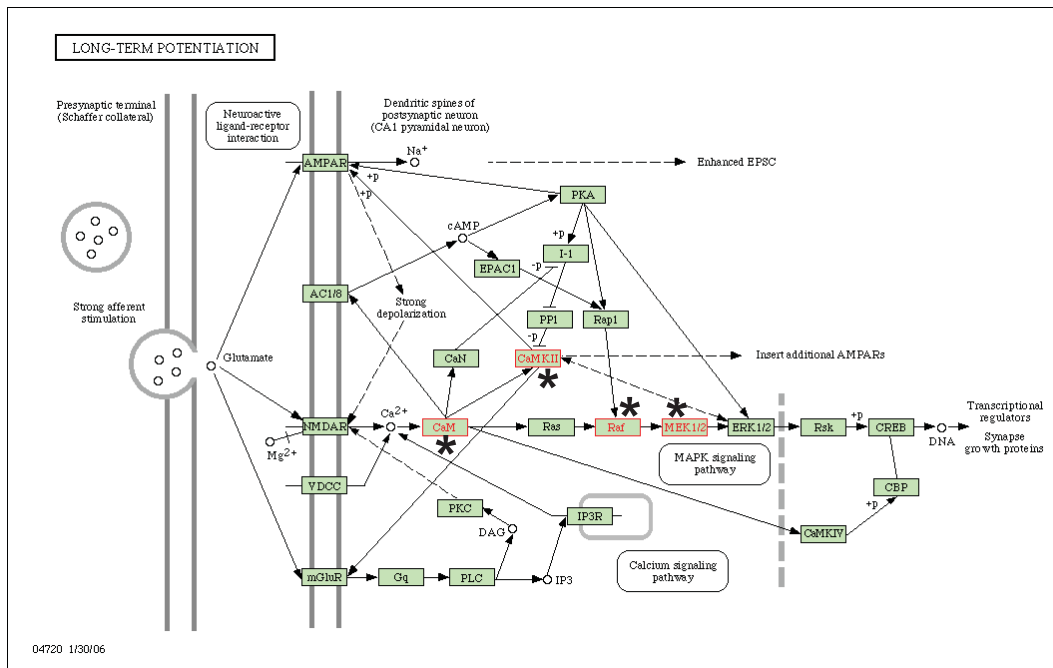 LONG-TERM POTENTIATION
Presynaptic terminal
(Schaffer collateral)
Neuroactive
ligand-receptor
interaction
Dendritic spines of
postsynaptic neuron
(CA1 pyramidal neuron)
AMPAR
Na+
Enhanced EPSC
+p
+p
PKA
cAMP
+p
I-1
-p
EPAC1
AC1/8
Strong
depolarization
Strong afferent
stimulation
PP1
Rap1
-p
Glutamate
CaN
CaMKII
Insert additional AMPARs
*
*
*
Ca2+
NMDAR
CaM
Ras
Raf
MEK1/2
ERK1/2
+p
Rsk
CREB
DNA
Transcriptional
regulators
Synapse
growth proteins
*
Mg2+
MAPK signaling
pathway
VDCC
CBP
+p
PKC
DAG
IP3R
CaMKIV
Calcium signaling
pathway
mGluR
Gq
PLC
IP3
04720 1/30/06